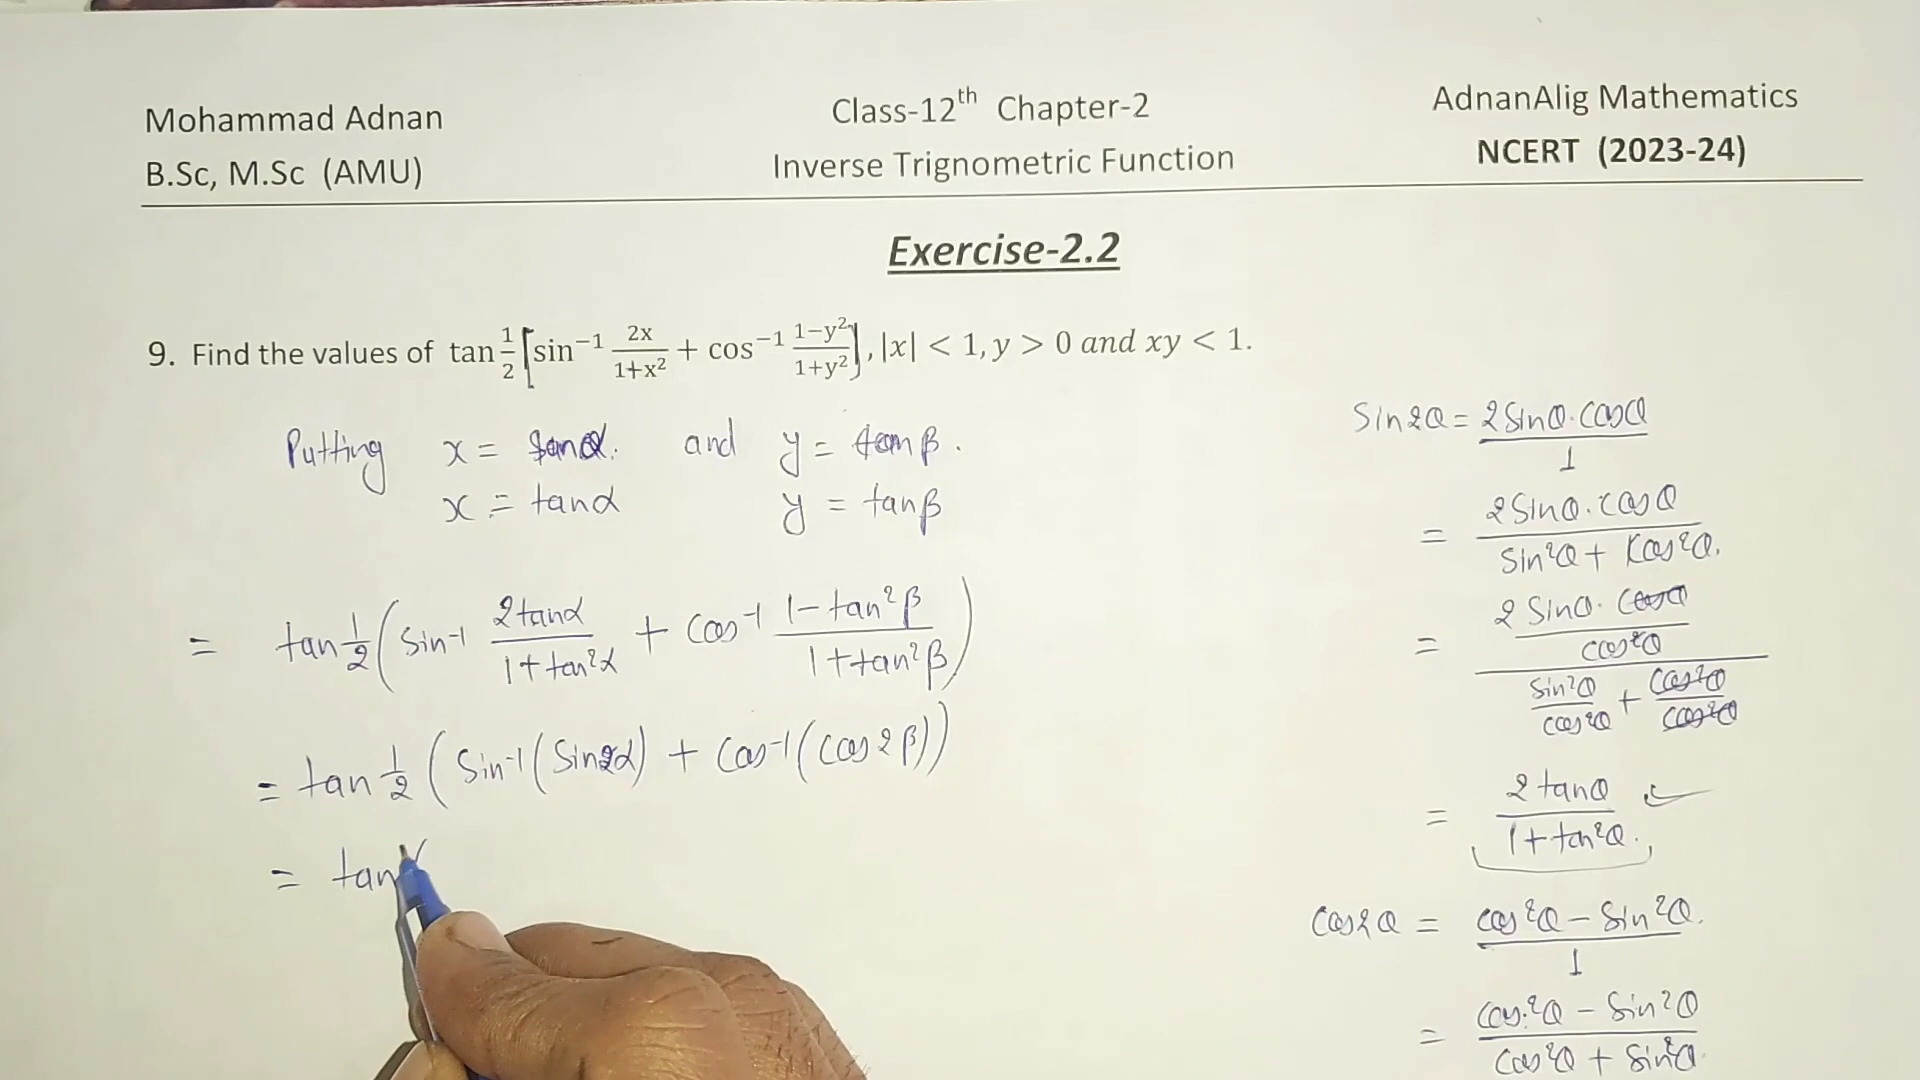 Mohammad Adnan
B.Sc, M.Sc (AMU)
Class-12th Chapter-2
Inverse Trignometric Function
AdnanAlig Mathematics
NCERT (2023-24)
Exercise-2.2
9. Find the values of tan 1/2 [sin⁻¹ 2x/1+x² + cos⁻¹ 1−y²/1+y²], |x| < 1, y > 0 and xy < 1.
Putting x = tanα. and y = tanβ.
x = tanα y = tanβ
= tan 1/2 (sin⁻¹ 2tanα/1+tan²α + cos⁻¹ 1−tan²β/1+tan²β)
= tan 1/2 (sin⁻¹(sin2α) + cos⁻¹(cos2β))
= tan
sin2θ = 2sinθ.cosθ/1
= 2sinθ.cosθ/sin²θ + cos²θ.
= 2sinθ.cosθ/cos²θ / sin²θ/cos²θ + cos²θ/cos²θ
= 2tanθ/1+tan²θ.
cos2θ = cos²θ − sin²θ./1
= cos²θ − sin²θ/cos²θ + sin²θ